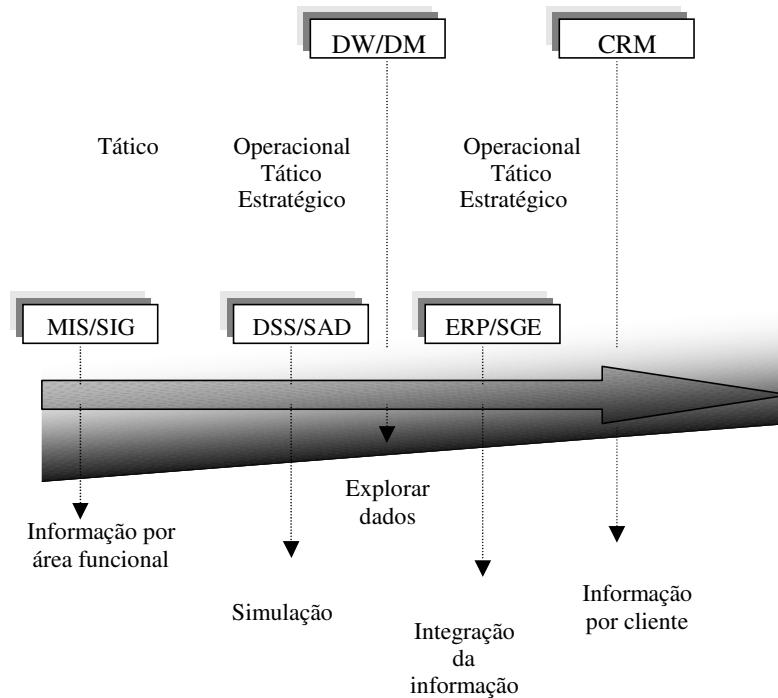 DW/DM
CRM
Tático
Operacional
Tático
Estratégico
Operacional
Tático
Estratégico
MIS/SIG
DSS/SAD
ERP/SGE
Explorar
dados
Informação por
área funcional
Simulação
Informação
por cliente
Integração
da
informação